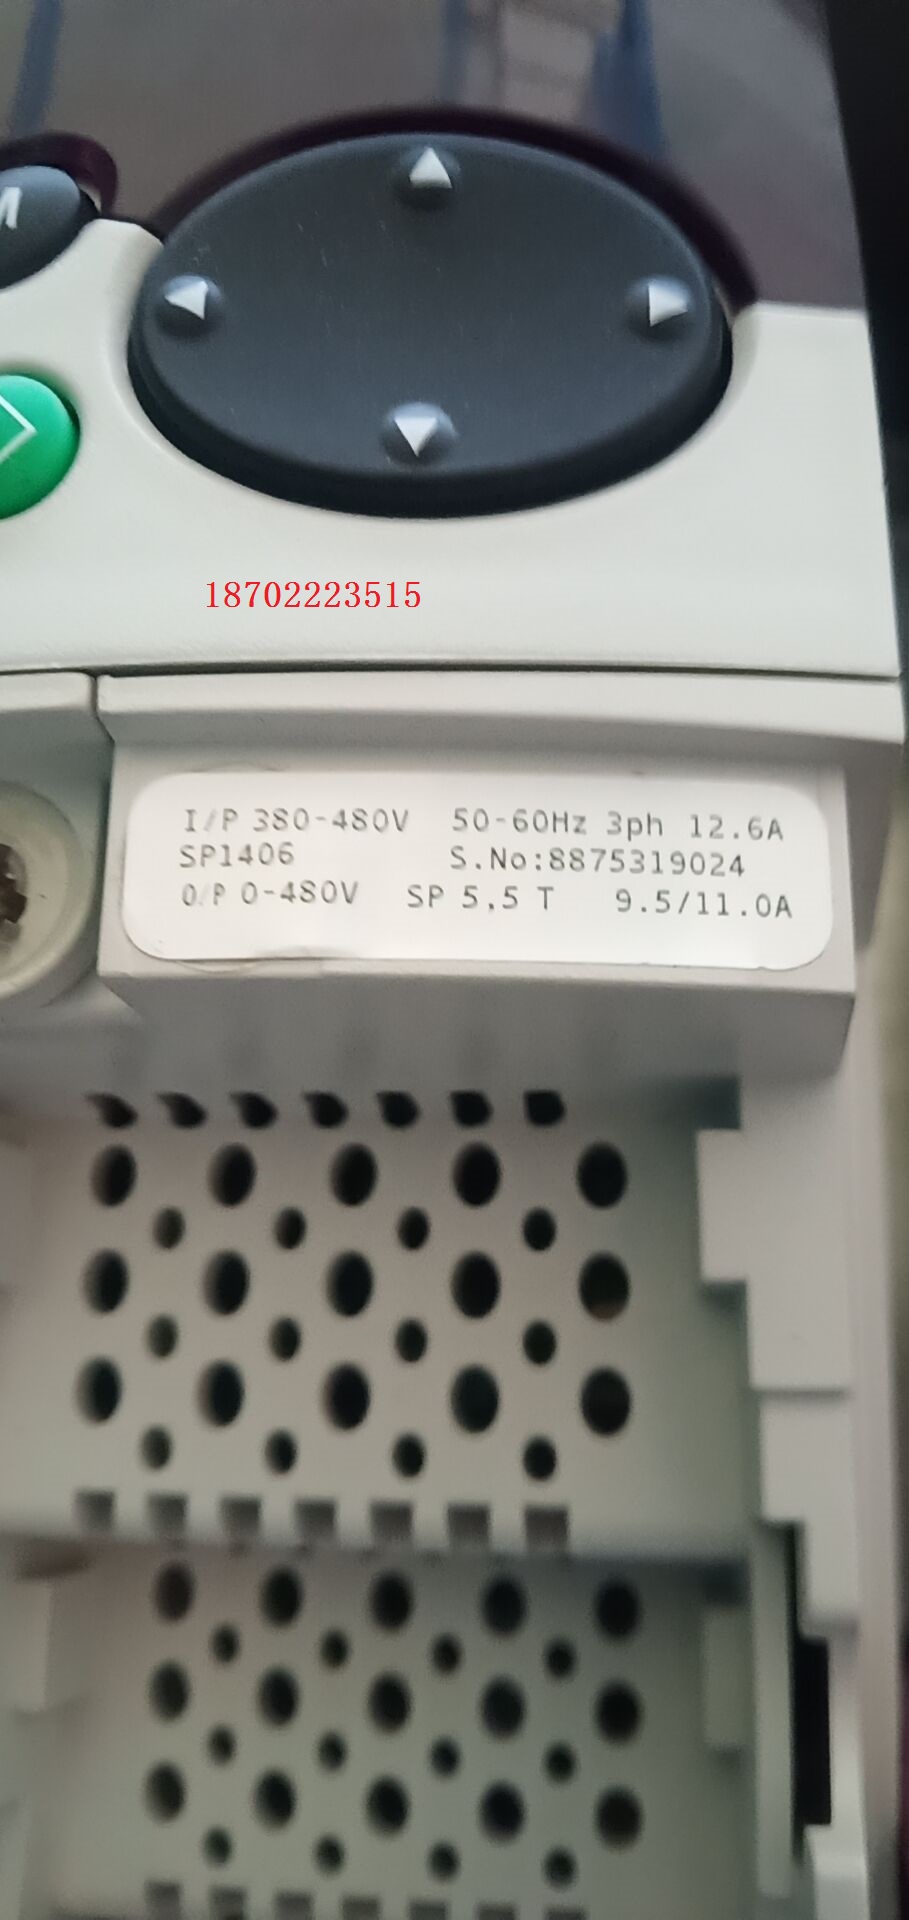 M
18702223515
I/P 380-480V 50-60Hz 3ph 12.6A
SP1406 S.No:8875319024
O/P 0-480V SP 5.5 T 9.5/11.0A